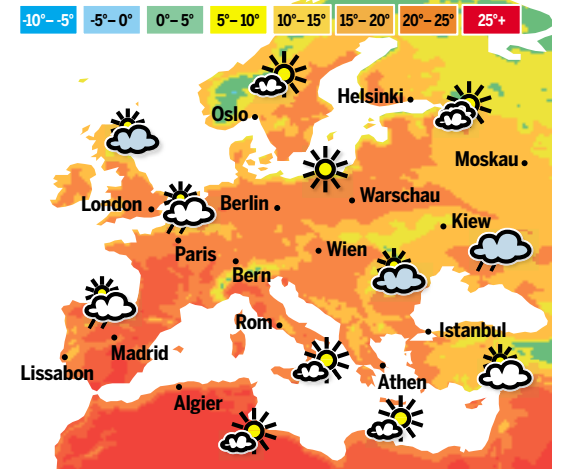 -10°– -5° -5°– 0° 0°– 5° 5°– 10° 10°– 15° 15°– 20° 20°– 25° 25°+
Helsinki
Oslo
Moskau
London
Berlin
Warschau
Kiew
Paris
Wien
Bern
Rom
Istanbul
Madrid
Lissabon
Athen
Algier